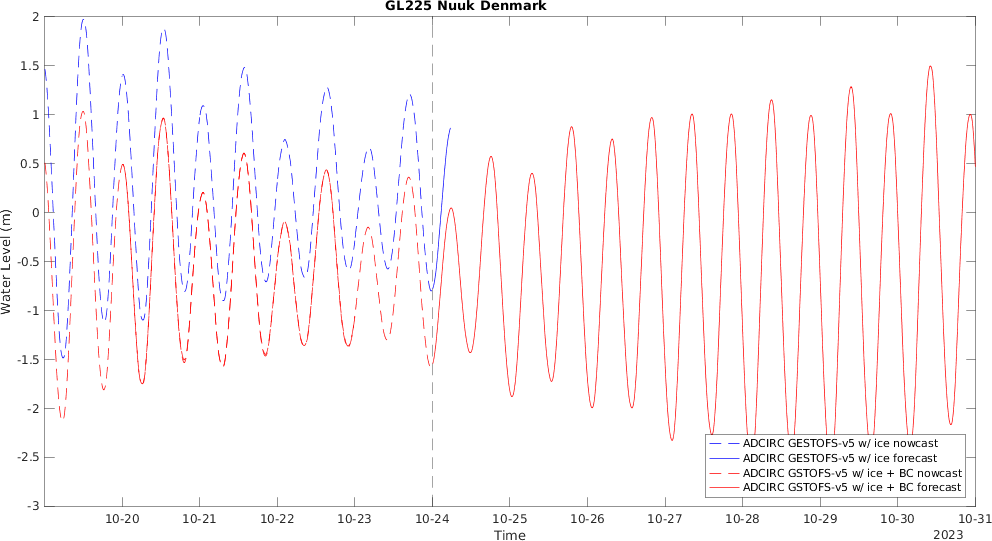 GL225 Nuuk Denmark
2
1.5
1
0.5
0
-0.5
-1
-1.5
-2
-2.5
-3
Water Level (m)
ADCIRC GESTOFS-v5 w/ ice nowcast
ADCIRC GESTOFS-v5 w/ ice forecast
ADCIRC GSTOFS-v5 w/ ice + BC nowcast
ADCIRC GSTOFS-v5 w/ ice + BC forecast
10-20 10-21 10-22 10-23 10-24 10-25 10-26 10-27 10-28 10-29 10-30 10-31
Time
2023